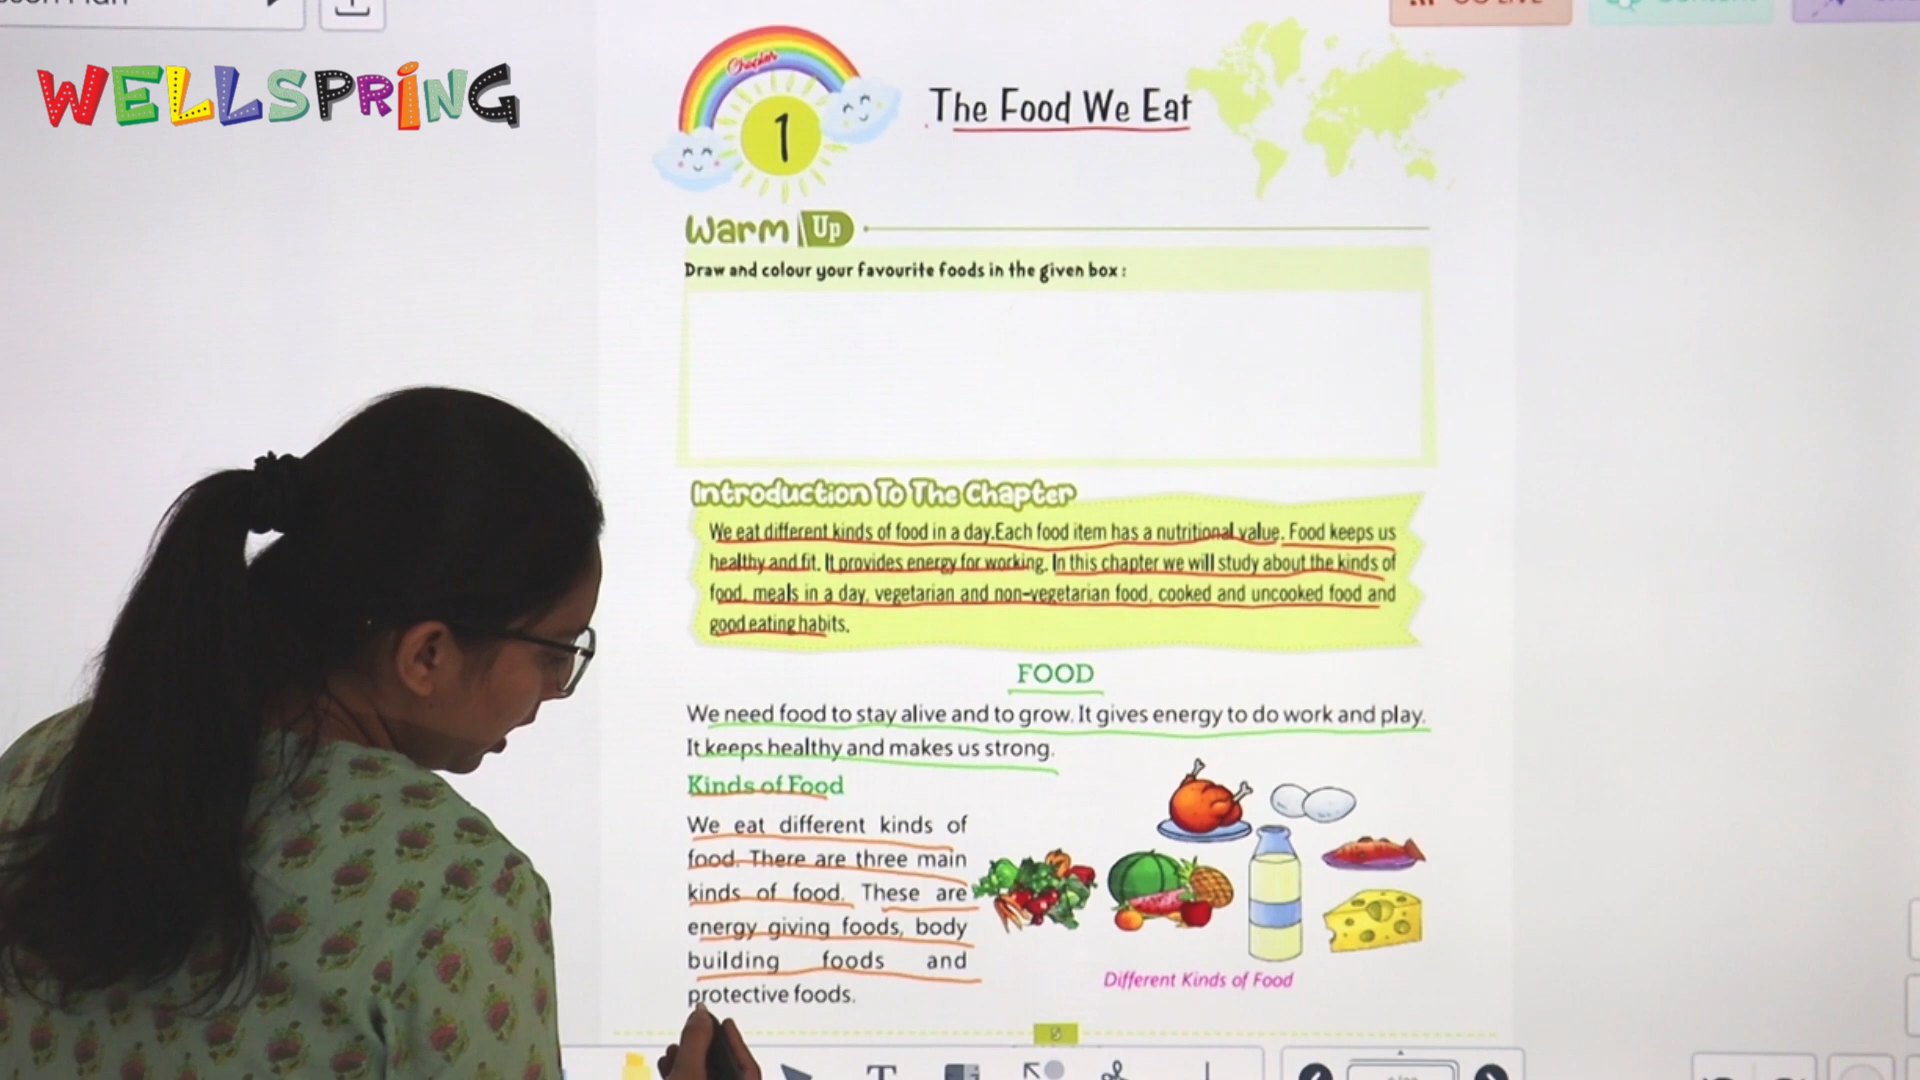 WELLSPRING
Chapter
1
The Food We Eat
Warm Up
Draw and colour your favourite foods in the given box :
Introduction To The Chapter
We eat different kinds of food in a day.Each food item has a nutritional value. Food keeps us
healthy and fit. It provides energy for working. In this chapter we will study about the kinds of
food, meals in a day, vegetarian and non-vegetarian food, cooked and uncooked food and
good eating habits.
FOOD
We need food to stay alive and to grow. It gives energy to do work and play.
It keeps healthy and makes us strong.
Kinds of Food
We eat different kinds of
food. There are three main
kinds of food. These are
energy giving foods, body
building foods and
protective foods.
Different Kinds of Food
5